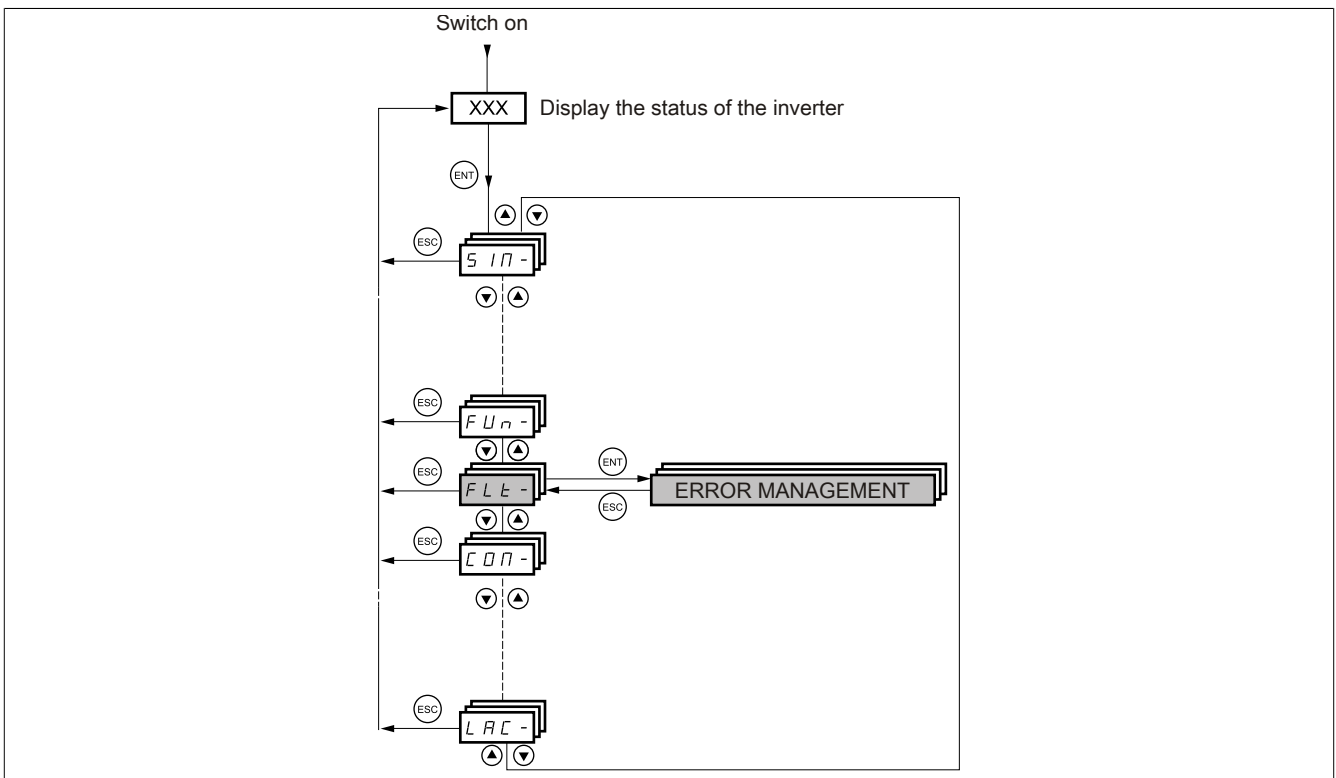 Switch on
XXX Display the status of the inverter
ENT
ESC
SIM-
ESC
FUn-
ESC
FLt-
ENT
ERROR MANAGEMENT
ESC
ESC
COM-
ESC
LAC-